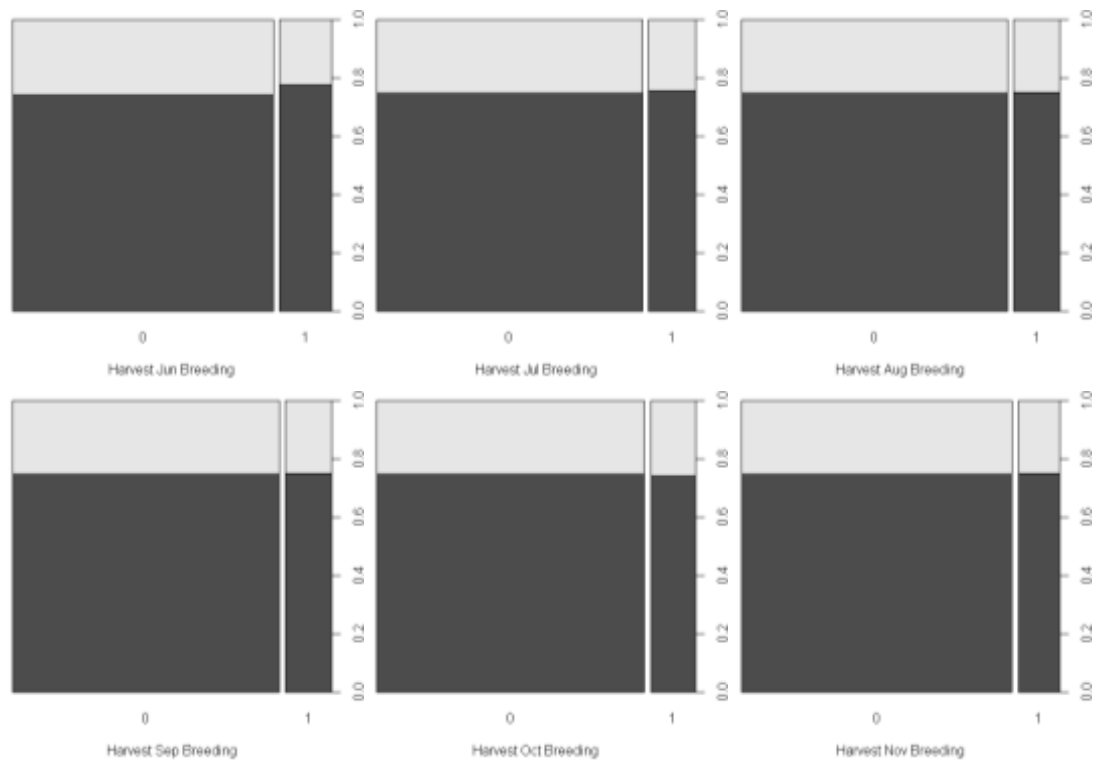 0.0 0.2 0.4 0.6 0.8 1.0
0 1
Harvest Jun Breeding
0.0 0.2 0.4 0.6 0.8 1.0
0 1
Harvest Jul Breeding
0.0 0.2 0.4 0.6 0.8 1.0
0 1
Harvest Aug Breeding
0.0 0.2 0.4 0.6 0.8 1.0
0 1
Harvest Sep Breeding
0.0 0.2 0.4 0.6 0.8 1.0
0 1
Harvest Oct Breeding
0.0 0.2 0.4 0.6 0.8 1.0
0 1
Harvest Nov Breeding